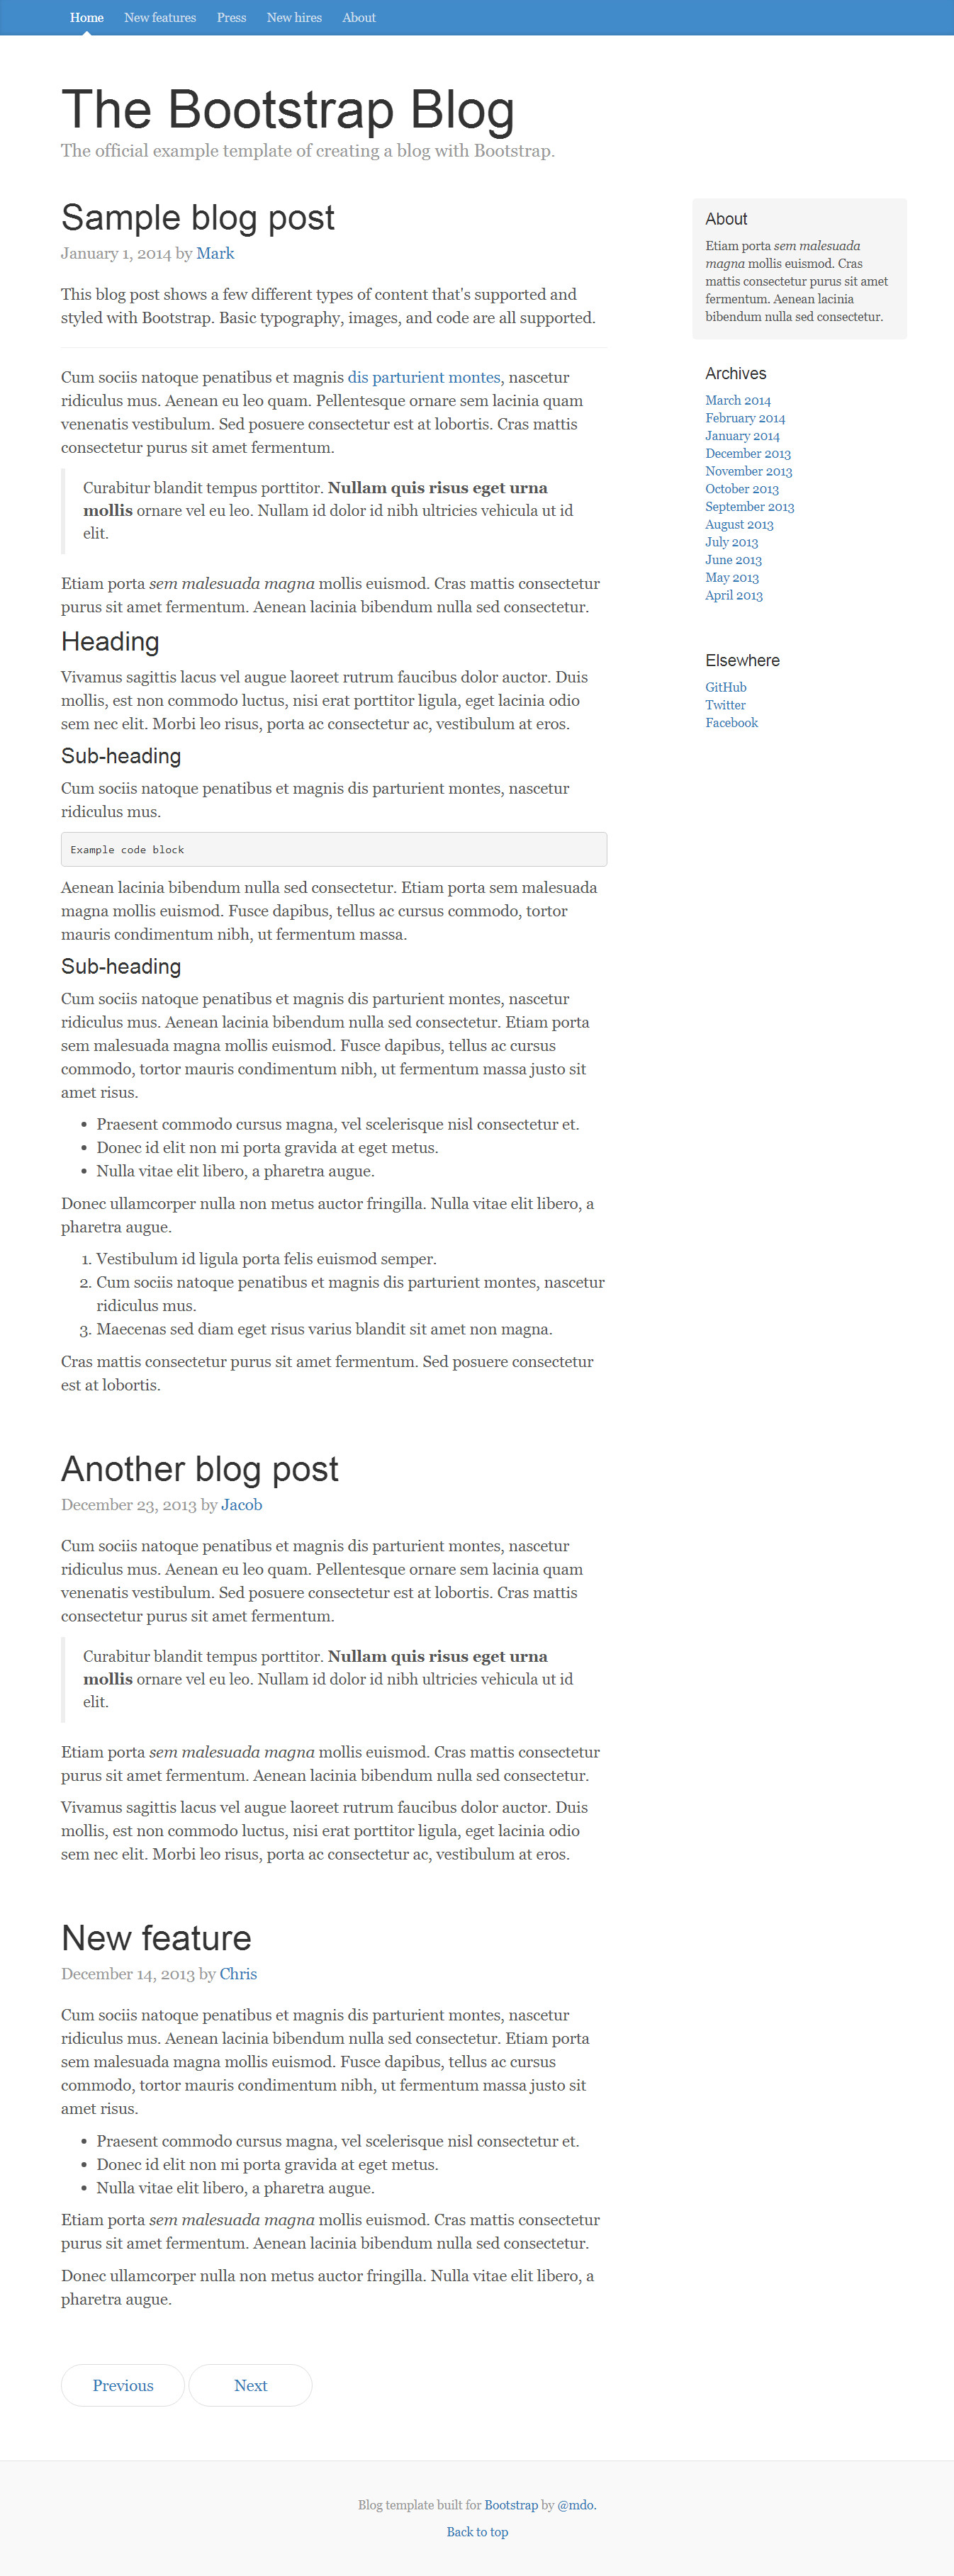 Home New features Press New hires About
The Bootstrap Blog
The official example template of creating a blog with Bootstrap.
Sample blog post
January 1, 2014 by Mark
This blog post shows a few different types of content that's supported and
styled with Bootstrap. Basic typography, images, and code are all supported.
Cum sociis natoque penatibus et magnis dis parturient montes, nascetur
ridiculus mus. Aenean eu leo quam. Pellentesque ornare sem lacinia quam
venenatis vestibulum. Sed posuere consectetur est at lobortis. Cras mattis
consectetur purus sit amet fermentum.
Curabitur blandit tempus porttitor. Nullam quis risus eget urna
mollis ornare vel eu leo. Nullam id dolor id nibh ultricies vehicula ut id
elit.
Etiam porta sem malesuada magna mollis euismod. Cras mattis consectetur
purus sit amet fermentum. Aenean lacinia bibendum nulla sed consectetur.
Heading
Vivamus sagittis lacus vel augue laoreet rutrum faucibus dolor auctor. Duis
mollis, est non commodo luctus, nisi erat porttitor ligula, eget lacinia odio
sem nec elit. Morbi leo risus, porta ac consectetur ac, vestibulum at eros.
Sub-heading
Cum sociis natoque penatibus et magnis dis parturient montes, nascetur
ridiculus mus.
Example code block
Aenean lacinia bibendum nulla sed consectetur. Etiam porta sem malesuada
magna mollis euismod. Fusce dapibus, tellus ac cursus commodo, tortor
mauris condimentum nibh, ut fermentum massa.
Sub-heading
Cum sociis natoque penatibus et magnis dis parturient montes, nascetur
ridiculus mus. Aenean lacinia bibendum nulla sed consectetur. Etiam porta
sem malesuada magna mollis euismod. Fusce dapibus, tellus ac cursus
commodo, tortor mauris condimentum nibh, ut fermentum massa justo sit
amet risus.
• Praesent commodo cursus magna, vel scelerisque nisl consectetur et.
• Donec id elit non mi porta gravida at eget metus.
• Nulla vitae elit libero, a pharetra augue.
Donec ullamcorper nulla non metus auctor fringilla. Nulla vitae elit libero, a
pharetra augue.
1. Vestibulum id ligula porta felis euismod semper.
2. Cum sociis natoque penatibus et magnis dis parturient montes, nascetur
ridiculus mus.
3. Maecenas sed diam eget risus varius blandit sit amet non magna.
Cras mattis consectetur purus sit amet fermentum. Sed posuere consectetur
est at lobortis.
Another blog post
December 23, 2013 by Jacob
Cum sociis natoque penatibus et magnis dis parturient montes, nascetur
ridiculus mus. Aenean eu leo quam. Pellentesque ornare sem lacinia quam
venenatis vestibulum. Sed posuere consectetur est at lobortis. Cras mattis
consectetur purus sit amet fermentum.
Curabitur blandit tempus porttitor. Nullam quis risus eget urna
mollis ornare vel eu leo. Nullam id dolor id nibh ultricies vehicula ut id
elit.
Etiam porta sem malesuada magna mollis euismod. Cras mattis consectetur
purus sit amet fermentum. Aenean lacinia bibendum nulla sed consectetur.
Vivamus sagittis lacus vel augue laoreet rutrum faucibus dolor auctor. Duis
mollis, est non commodo luctus, nisi erat porttitor ligula, eget lacinia odio
sem nec elit. Morbi leo risus, porta ac consectetur ac, vestibulum at eros.
New feature
December 14, 2013 by Chris
Cum sociis natoque penatibus et magnis dis parturient montes, nascetur
ridiculus mus. Aenean lacinia bibendum nulla sed consectetur. Etiam porta
sem malesuada magna mollis euismod. Fusce dapibus, tellus ac cursus
commodo, tortor mauris condimentum nibh, ut fermentum massa justo sit
amet risus.
• Praesent commodo cursus magna, vel scelerisque nisl consectetur et.
• Donec id elit non mi porta gravida at eget metus.
• Nulla vitae elit libero, a pharetra augue.
Etiam porta sem malesuada magna mollis euismod. Cras mattis consectetur
purus sit amet fermentum. Aenean lacinia bibendum nulla sed consectetur.
Donec ullamcorper nulla non metus auctor fringilla. Nulla vitae elit libero, a
pharetra augue.
Previous Next
About
Etiam porta sem malesuada
magna mollis euismod. Cras
mattis consectetur purus sit amet
fermentum. Aenean lacinia
bibendum nulla sed consectetur.
Archives
March 2014
February 2014
January 2014
December 2013
November 2013
October 2013
September 2013
August 2013
July 2013
June 2013
May 2013
April 2013
Elsewhere
GitHub
Twitter
Facebook
Blog template built for Bootstrap by @mdo.
Back to top